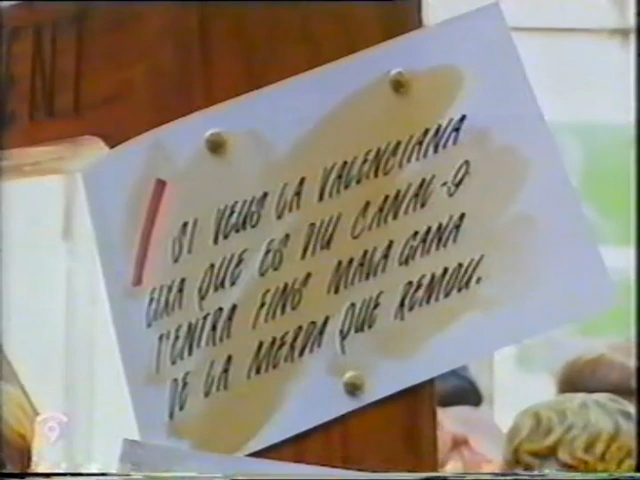 I SI VEUS LA VALENCIANA
EIXA QUE ES DIU CANAL-9
T'ENTRA FINS MALA GANA
DE LA MERDA QUE REMOU.
9